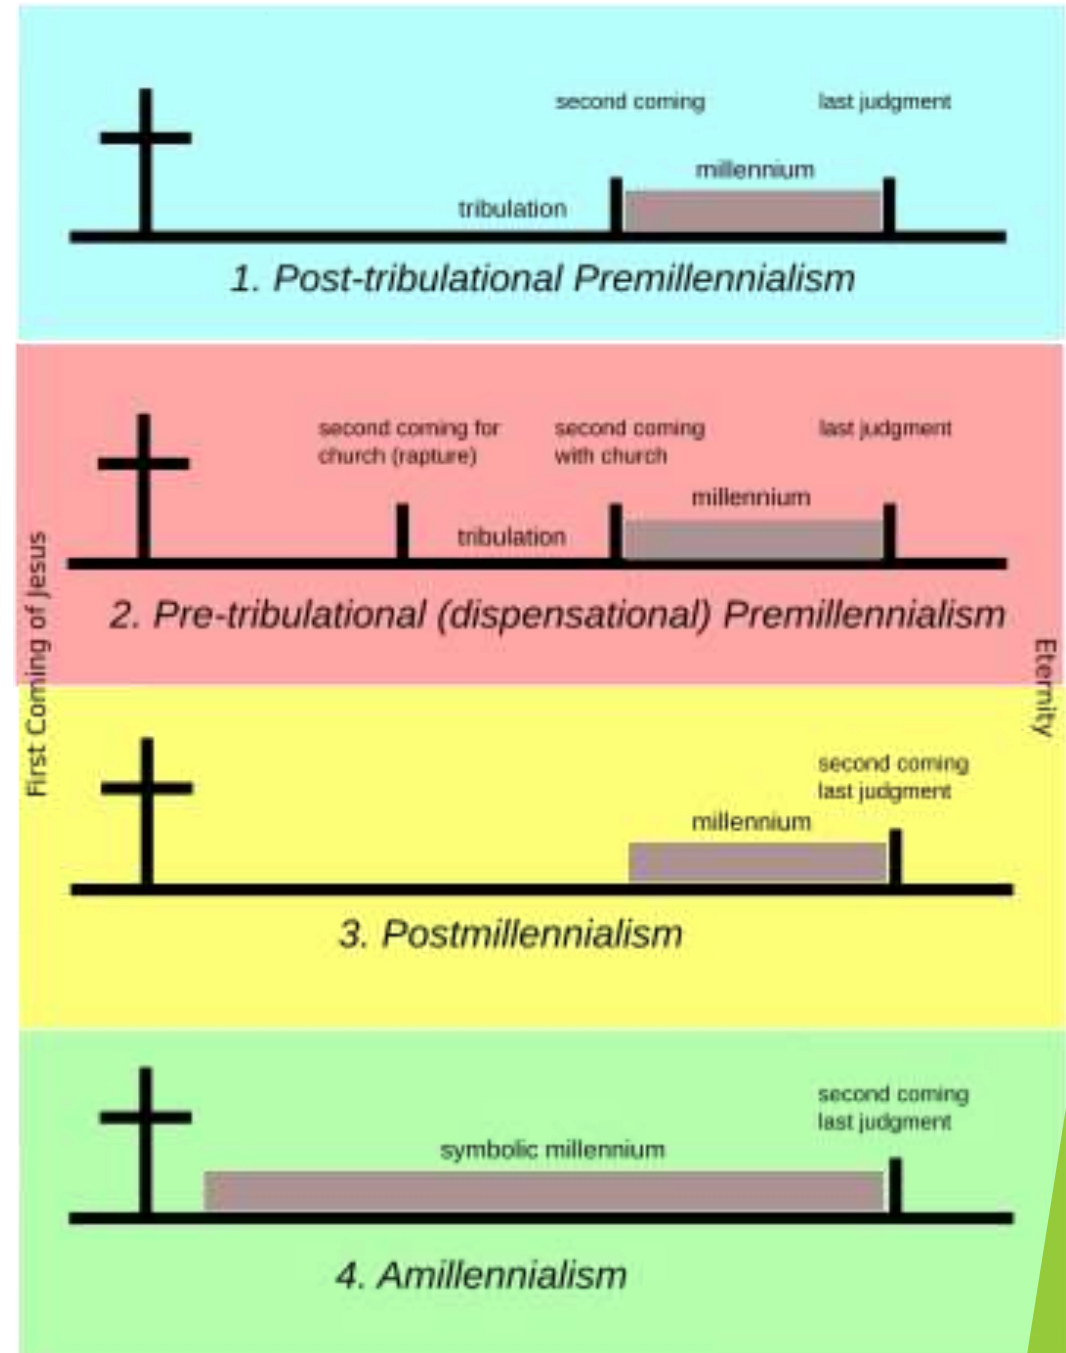 second coming last judgment
millennium
tribulation
1. Post-tribulational Premillennialism
second coming for
church (rapture)
second coming
with church
last judgment
millennium
tribulation
2. Pre-tribulational (dispensational) Premillennialism
First Coming of Jesus
Eternity
second coming
last judgment
millennium
3. Postmillennialism
second coming
last judgment
symbolic millennium
4. Amillennialism